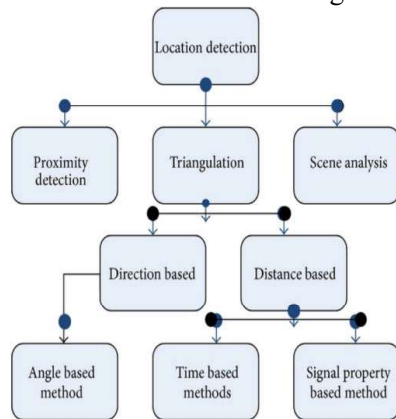 Location detection
Proximity
detection
Triangulation
Scene analysis
Direction based
Distance based
Angle based
method
Time based
methods
Signal property
based method